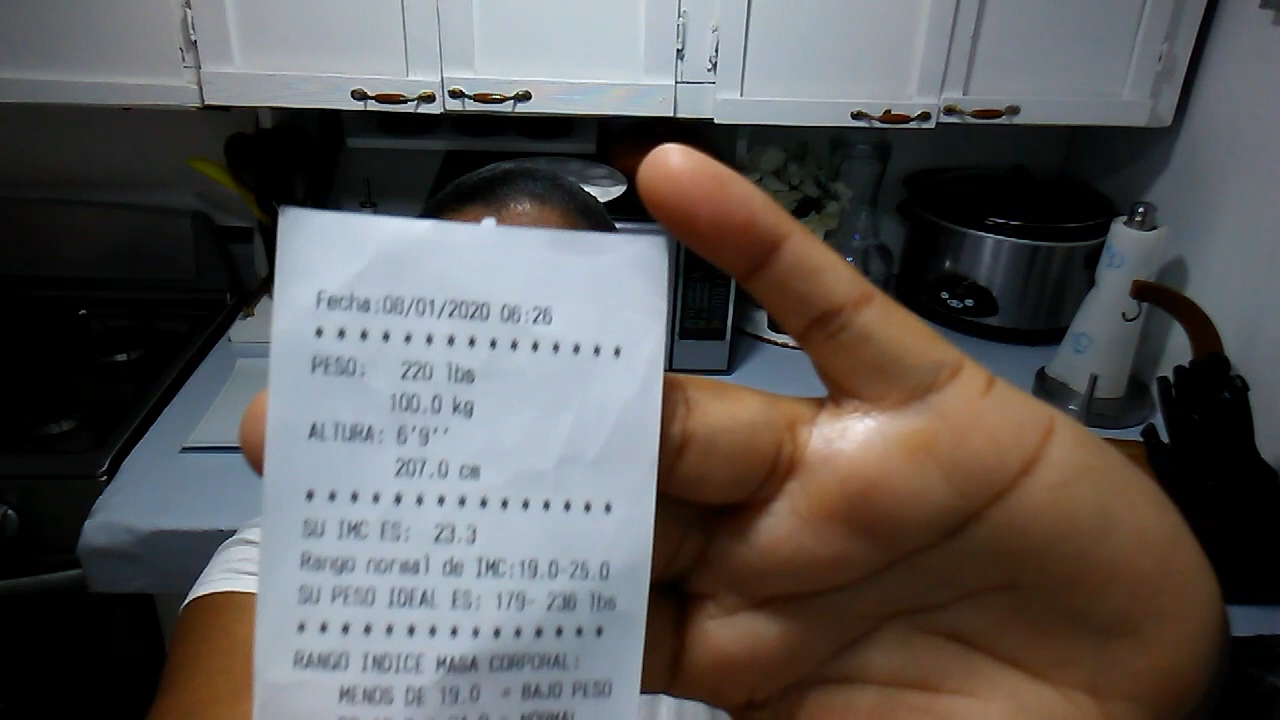 Fecha:08/01/2020 06:26
* * * * * * * * * * * * * *
PESO: 220 lbs
100.0 kg
ALTURA: 6'9''
207.0 cm
* * * * * * * * * * * * * *
SU IMC ES: 23.3
Rango normal de IMC:19.0-25.0
SU PESO IDEAL ES: 179- 236 lbs
* * * * * * * * * * * * * *
RANGO INDICE MASA CORPORAL:
MENOS DE 19.0 = BAJO PESO
= NORMAL